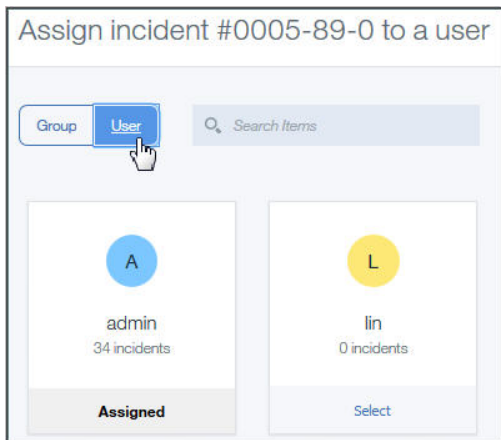 Assign incident #0005-89-0 to a user
Group User Search Items
A L
admin lin
34 incidents 0 incidents
Assigned Select